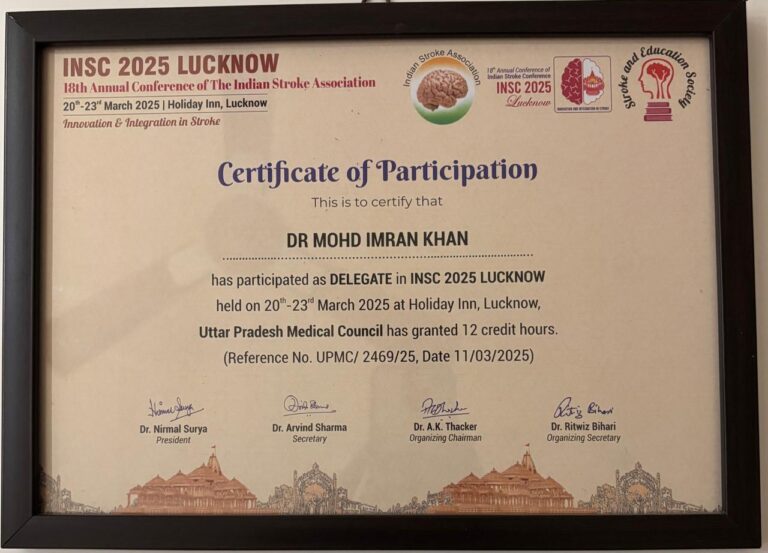 INSC 2025 LUCKNOW
18th Annual Conference of The Indian Stroke Association
20th-23rd March 2025 | Holiday Inn, Lucknow
Innovation & Integration in Stroke
Indian Stroke Association
18th Annual Conference of
Indian Stroke Conference
INSC 2025
Lucknow
INNOVATION AND INTEGRATION IN STROKE
Stroke and Education Society
Certificate of Participation
This is to certify that
DR MOHD IMRAN KHAN
has participated as DELEGATE in INSC 2025 LUCKNOW
held on 20th-23rd March 2025 at Holiday Inn, Lucknow,
Uttar Pradesh Medical Council has granted 12 credit hours.
(Reference No. UPMC/ 2469/25, Date 11/03/2025)
Dr. Nirmal Surya
President
Dr. Arvind Sharma
Secretary
Dr. A.K. Thacker
Organizing Chairman
Dr. Ritwiz Bihari
Organizing Secretary